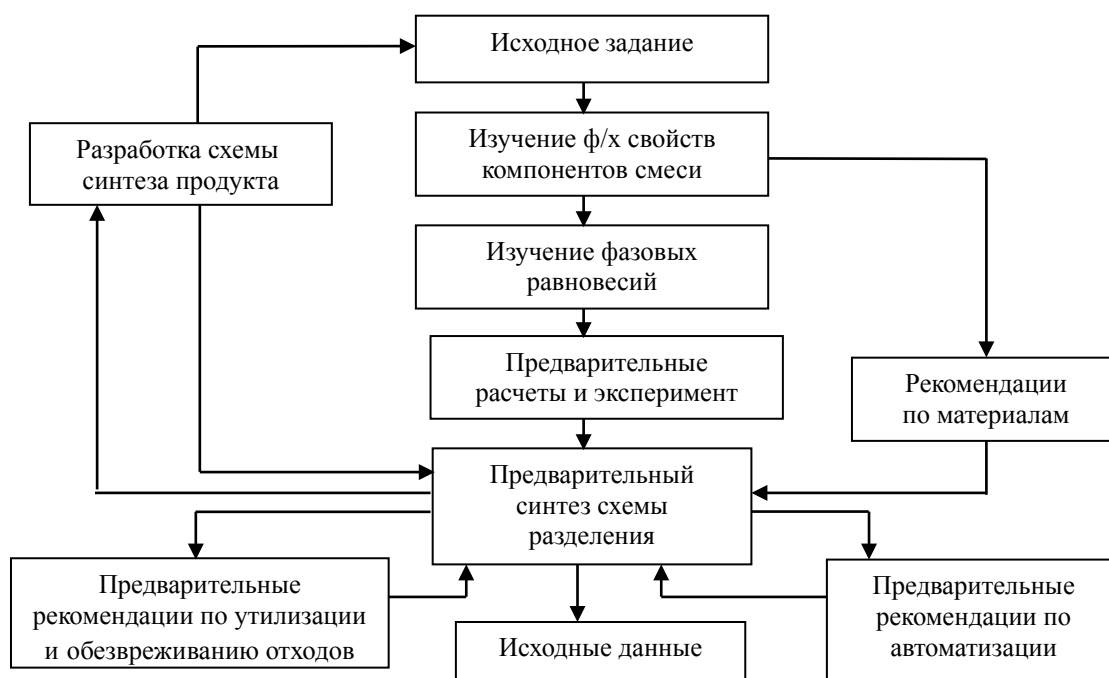 Исходное задание
Разработка схемы
синтеза продукта
Изучение ф/х свойств
компонентов смеси
Изучение фазовых
равновесий
Предварительные
расчеты и эксперимент
Рекомендации
по материалам
Предварительный
синтез схемы
разделения
Предварительные
рекомендации по утилизации
и обезвреживанию отходов
Исходные данные
Предварительные
рекомендации по
автоматизации